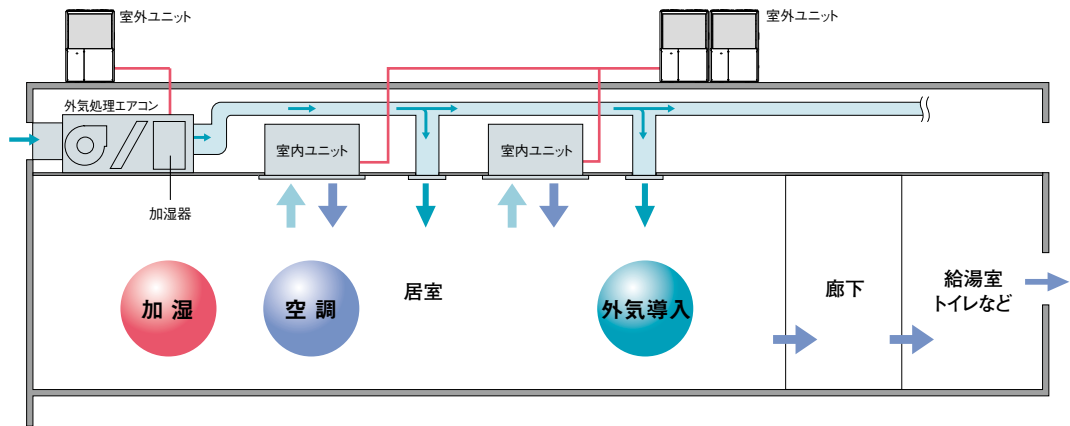 室外ユニット
室外ユニット
外気処理エアコン
室内ユニット
室内ユニット
加湿器
加湿
空調
居室
外気導入
廊下
給湯室
トイレなど